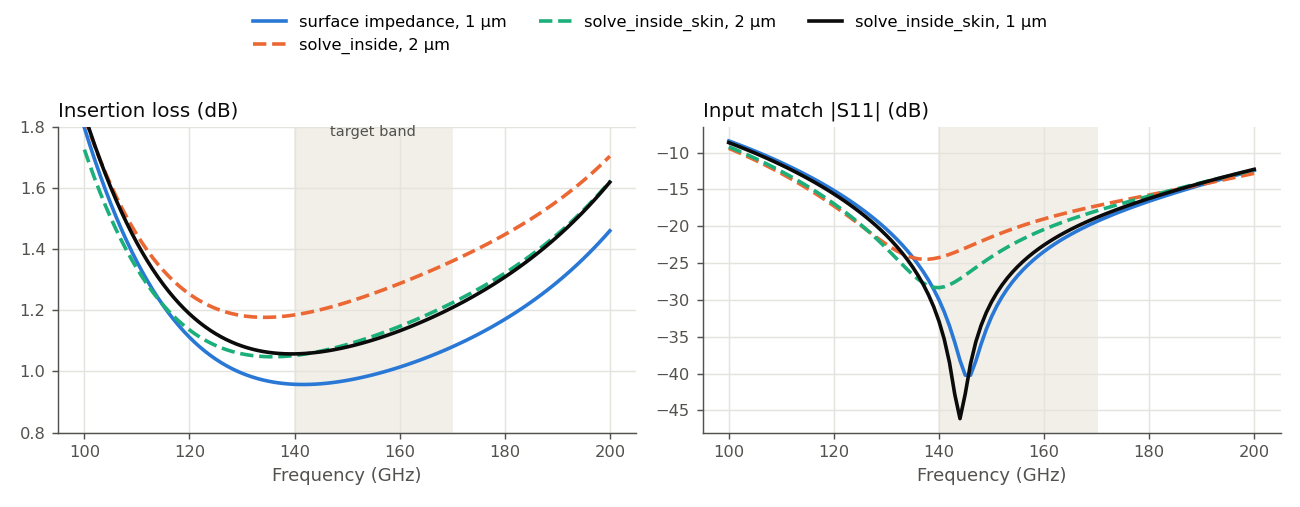 surface impedance, 1 μm
solve_inside, 2 μm
solve_inside_skin, 2 μm
solve_inside_skin, 1 μm
Insertion loss (dB)
target band
1.8
1.6
1.4
1.2
1.0
0.8
100 120 140 160 180 200
Frequency (GHz)
Input match |S11| (dB)
−10
−15
−20
−25
−30
−35
−40
−45
100 120 140 160 180 200
Frequency (GHz)